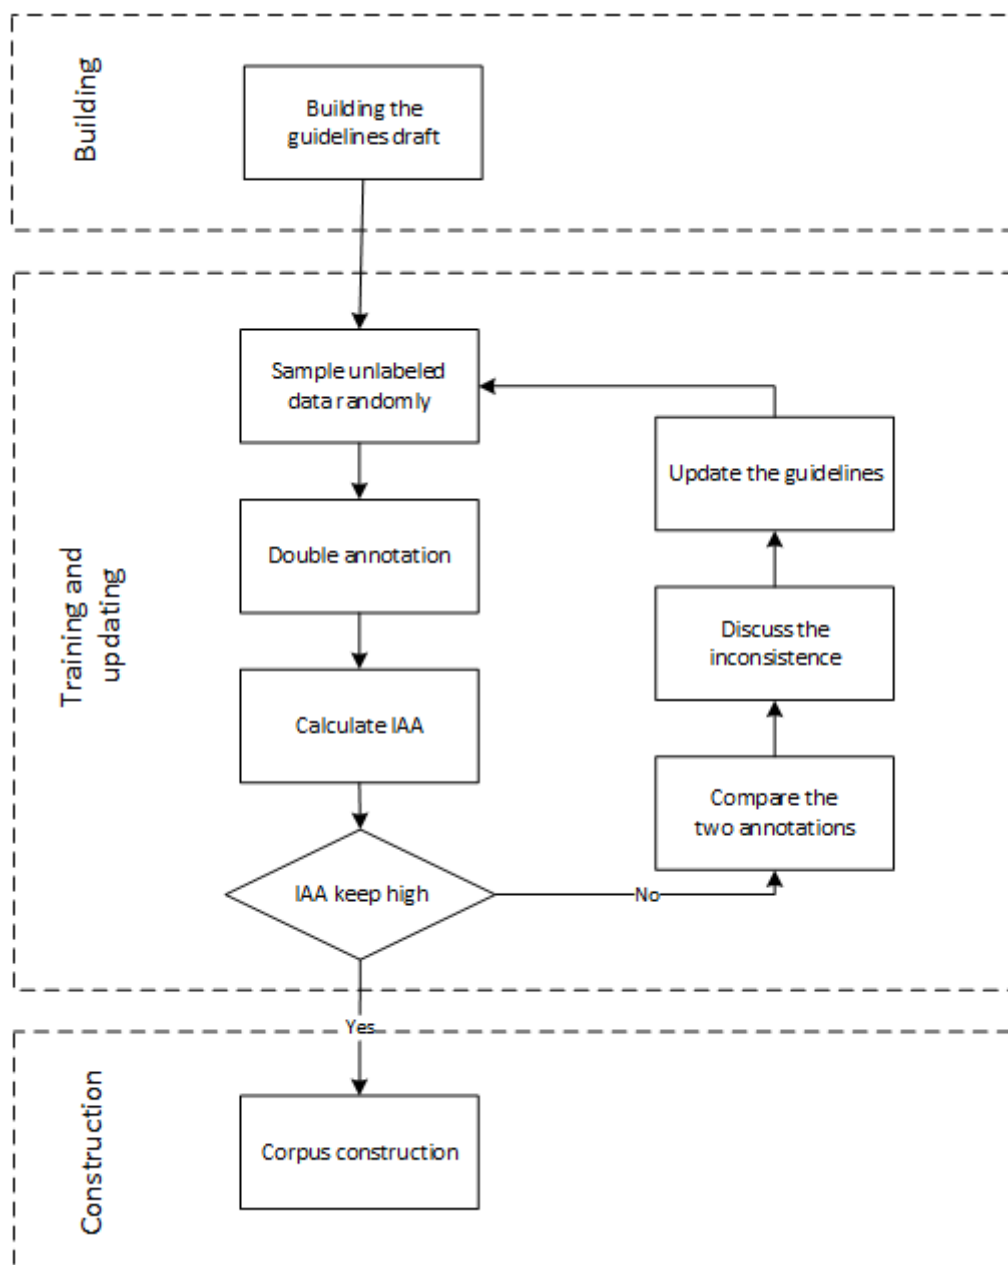 Building
Building the
guidelines draft
Training and
updating
Sample unlabeled
data randomly
Update the guidelines
Double annotation
Discuss the
inconsistence
Calculate IAA
Compare the
two annotations
IAA keep high
No
Yes
Construction
Corpus construction